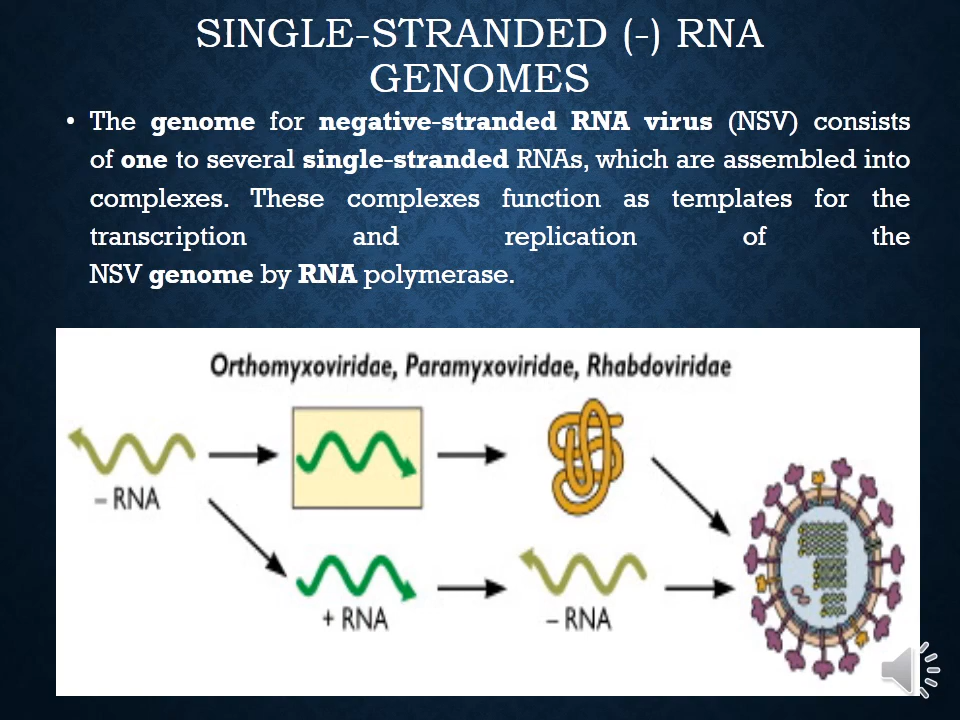 SINGLE-STRANDED (-) RNA
GENOMES
• The genome for negative-stranded RNA virus (NSV) consists
of one to several single-stranded RNAs, which are assembled into
complexes. These complexes function as templates for the
transcription and replication of the
NSV genome by RNA polymerase.
Orthomyxoviridae, Paramyxoviridae, Rhabdoviridae
– RNA
+ RNA
– RNA